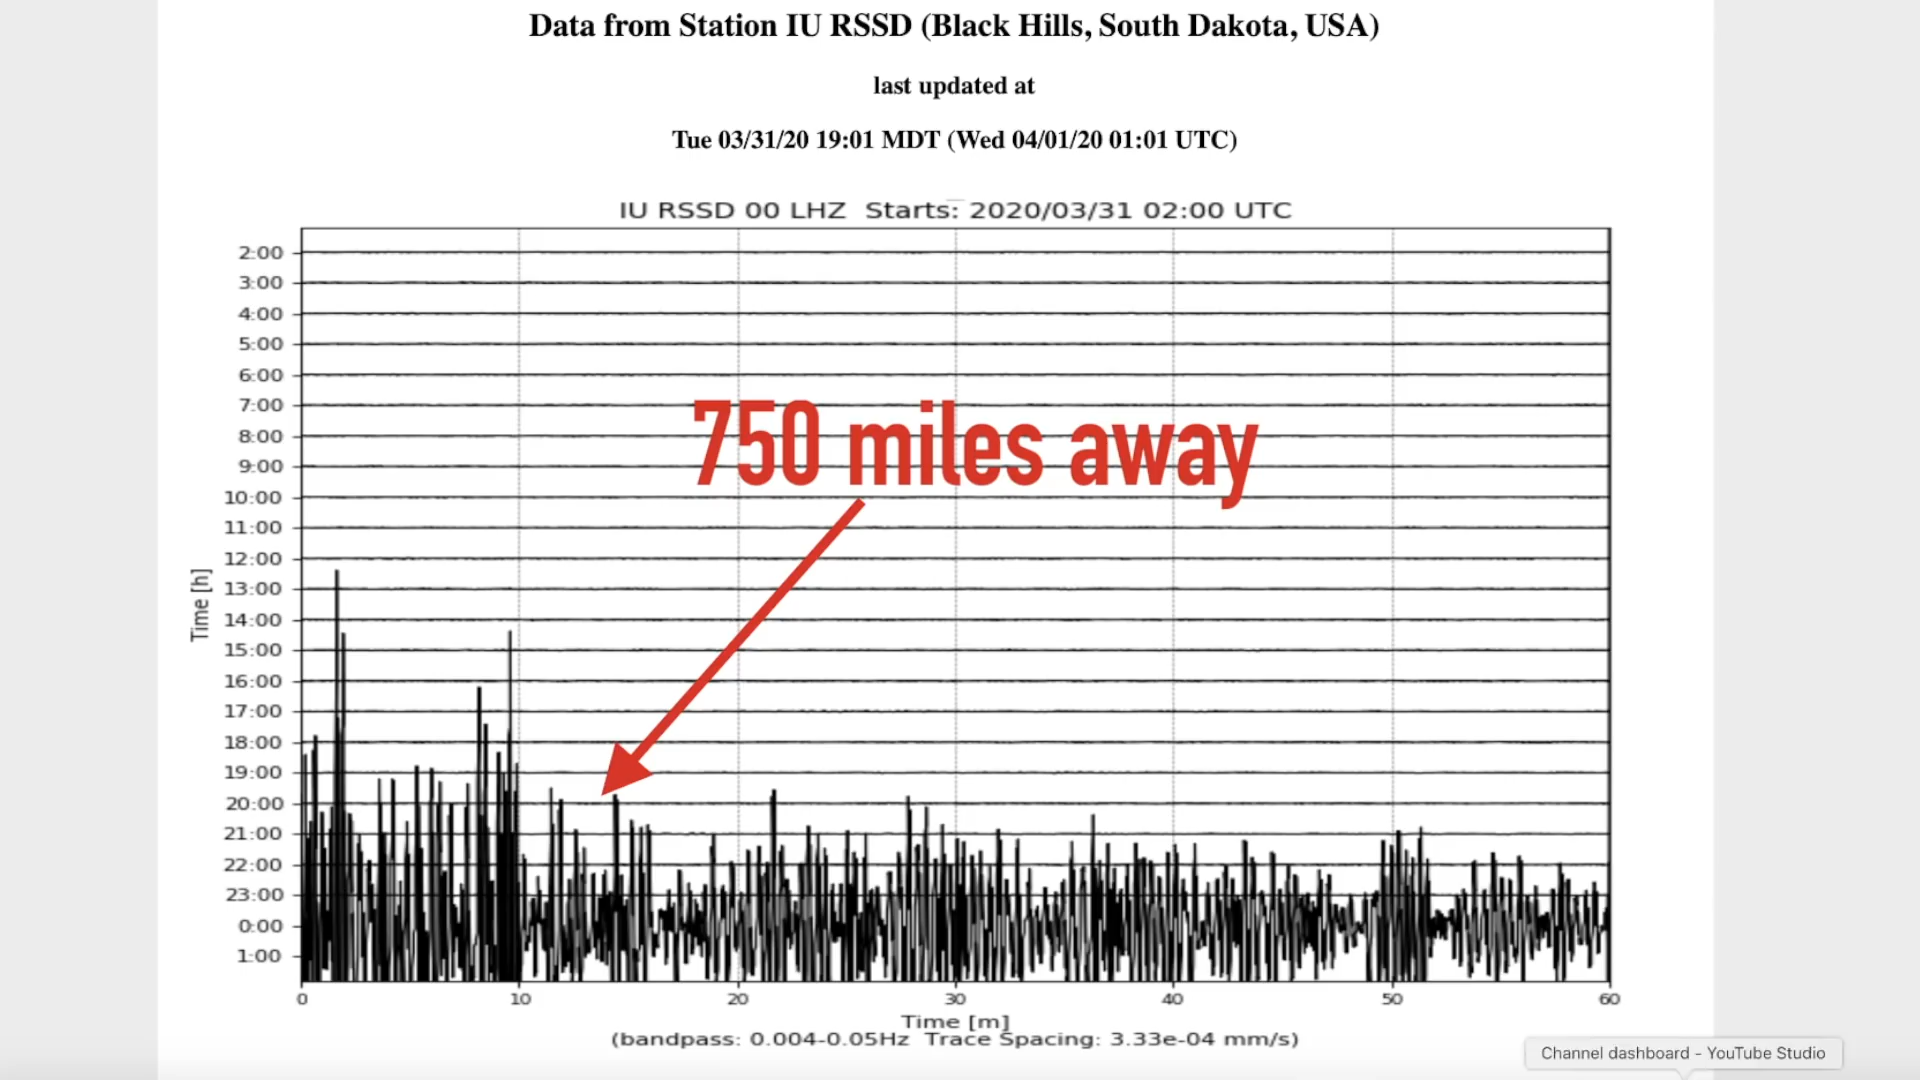 Data from Station IU RSSD (Black Hills, South Dakota, USA)
last updated at
Tue 03/31/20 19:01 MDT (Wed 04/01/20 01:01 UTC)
IU RSSD 00 LHZ Starts: 2020/03/31 02:00 UTC
2:00
3:00
4:00
5:00
6:00
7:00
8:00
9:00
10:00
11:00
12:00
13:00
14:00
15:00
16:00
17:00
18:00
19:00
20:00
21:00
22:00
23:00
0:00
1:00
Time [h]
750 miles away
0 10 20 30 40 50 60
Time [m]
(bandpass: 0.004-0.05Hz Trace Spacing: 3.33e-04 mm/s)
Channel dashboard - YouTube Studio